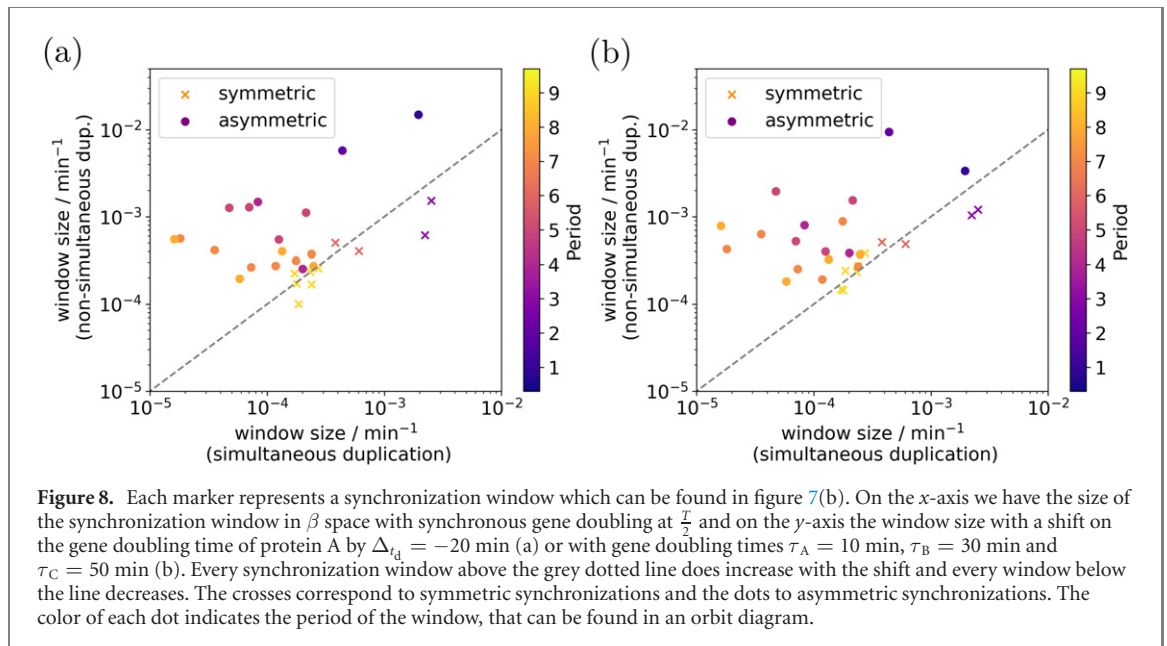 (a)
symmetric
asymmetric
10⁻²
10⁻³
10⁻⁴
10⁻⁵
window size / min⁻¹
(non-simultaneous dup.)
10⁻⁵ 10⁻⁴ 10⁻³ 10⁻²
window size / min⁻¹
(simultaneous duplication)
9
8
7
6
5
4
3
2
1
Period
(b)
symmetric
asymmetric
10⁻²
10⁻³
10⁻⁴
10⁻⁵
window size / min⁻¹
(non-simultaneous dup.)
10⁻⁵ 10⁻⁴ 10⁻³ 10⁻²
window size / min⁻¹
(simultaneous duplication)
9
8
7
6
5
4
3
2
1
Period
Figure 8. Each marker represents a synchronization window which can be found in figure 7(b). On the x-axis we have the size of
the synchronization window in β space with synchronous gene doubling at T/2 and on the y-axis the window size with a shift on
the gene doubling time of protein A by Δ_{t_d} = −20 min (a) or with gene doubling times τ_A = 10 min, τ_B = 30 min and
τ_C = 50 min (b). Every synchronization window above the grey dotted line does increase with the shift and every window below
the line decreases. The crosses correspond to symmetric synchronizations and the dots to asymmetric synchronizations. The
color of each dot indicates the period of the window, that can be found in an orbit diagram.